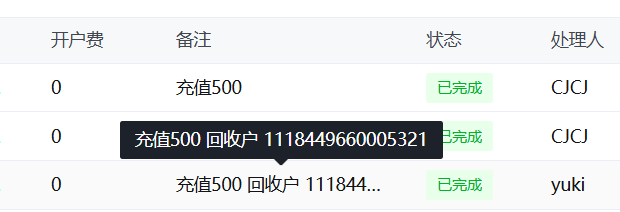 开户费 备注 状态 处理人
0 充值500 已完成 CJCJ
0 已完成 CJCJ
充值500 回收户 1118449660005321
0 充值500 回收户 111844... 已完成 yuki